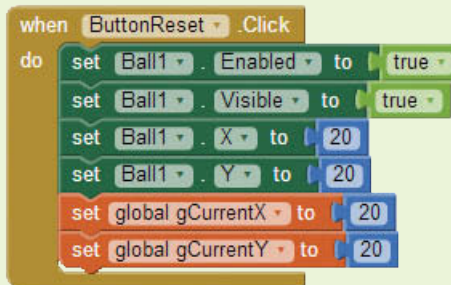 when ButtonReset .Click
do set Ball1 . Enabled to true
set Ball1 . Visible to true
set Ball1 . X to 20
set Ball1 . Y to 20
set global gCurrentX to 20
set global gCurrentY to 20